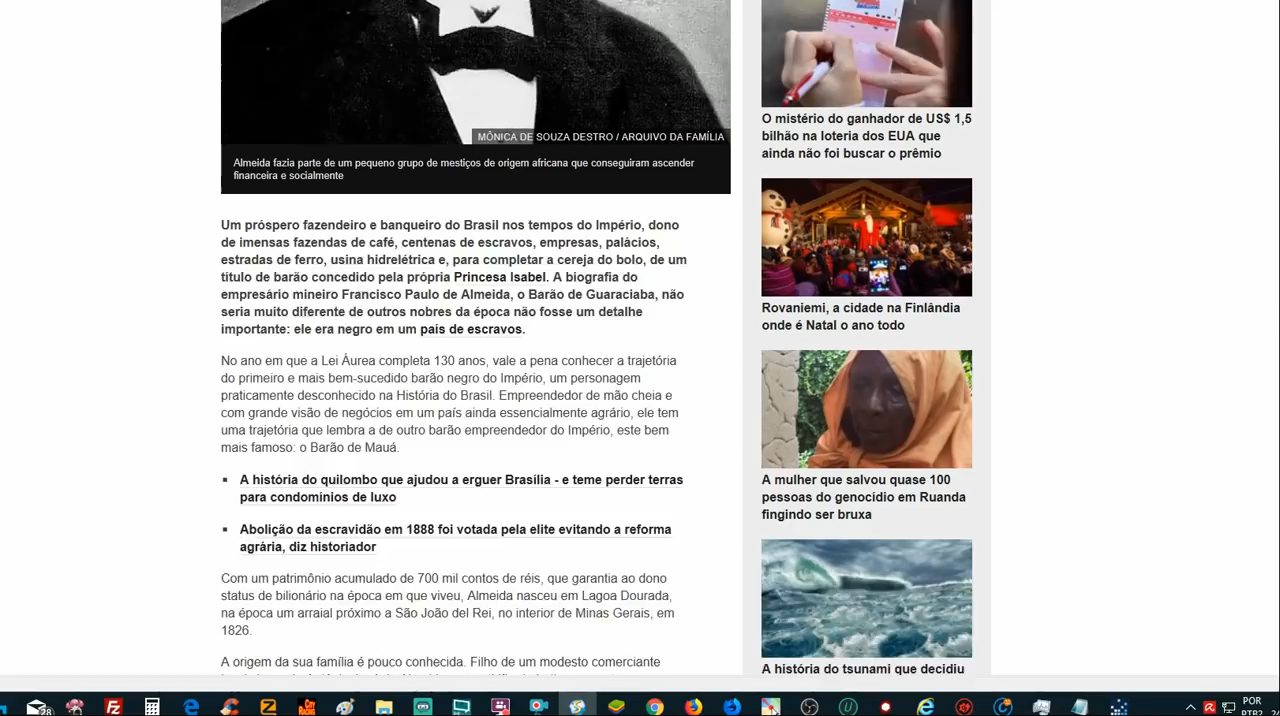 MÔNICA DE SOUZA DESTRO / ARQUIVO DA FAMÍLIA
Almeida fazia parte de um pequeno grupo de mestiços de origem africana que conseguiram ascender
financeira e socialmente
Um próspero fazendeiro e banqueiro do Brasil nos tempos do Império, dono
de imensas fazendas de café, centenas de escravos, empresas, palácios,
estradas de ferro, usina hidrelétrica e, para completar a cereja do bolo, de um
título de barão concedido pela própria Princesa Isabel. A biografia do
empresário mineiro Francisco Paulo de Almeida, o Barão de Guaraciaba, não
seria muito diferente de outros nobres da época não fosse um detalhe
importante: ele era negro em um país de escravos.
No ano em que a Lei Áurea completa 130 anos, vale a pena conhecer a trajetória
do primeiro e mais bem-sucedido barão negro do Império, um personagem
praticamente desconhecido na História do Brasil. Empreendedor de mão cheia e
com grande visão de negócios em um país ainda essencialmente agrário, ele tem
uma trajetória que lembra a de outro barão empreendedor do Império, este bem
mais famoso: o Barão de Mauá.
A história do quilombo que ajudou a erguer Brasília - e teme perder terras
para condomínios de luxo
Abolição da escravidão em 1888 foi votada pela elite evitando a reforma
agrária, diz historiador
Com um patrimônio acumulado de 700 mil contos de réis, que garantia ao dono
status de bilionário na época em que viveu, Almeida nasceu em Lagoa Dourada,
na época um arraial próximo a São João del Rei, no interior de Minas Gerais, em
1826.
A origem da sua família é pouco conhecida. Filho de um modesto comerciante
O mistério do ganhador de US$ 1,5
bilhão na loteria dos EUA que
ainda não foi buscar o prêmio
Rovaniemi, a cidade na Finlândia
onde é Natal o ano todo
A mulher que salvou quase 100
pessoas do genocídio em Ruanda
fingindo ser bruxa
A história do tsunami que decidiu
28
POR
PTB2